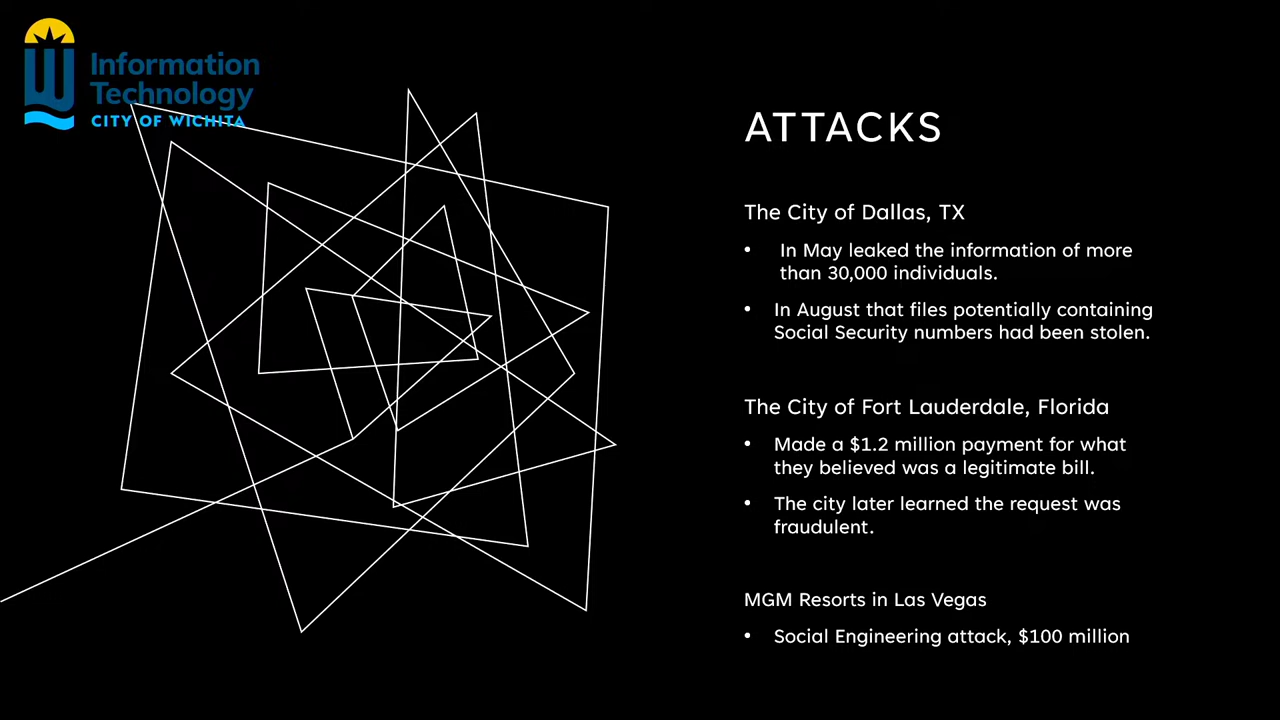 Information
Technology
CITY OF WICHITA
ATTACKS
The City of Dallas, TX
• In May leaked the information of more
than 30,000 individuals.
• In August that files potentially containing
Social Security numbers had been stolen.
The City of Fort Lauderdale, Florida
• Made a $1.2 million payment for what
they believed was a legitimate bill.
• The city later learned the request was
fraudulent.
MGM Resorts in Las Vegas
• Social Engineering attack, $100 million